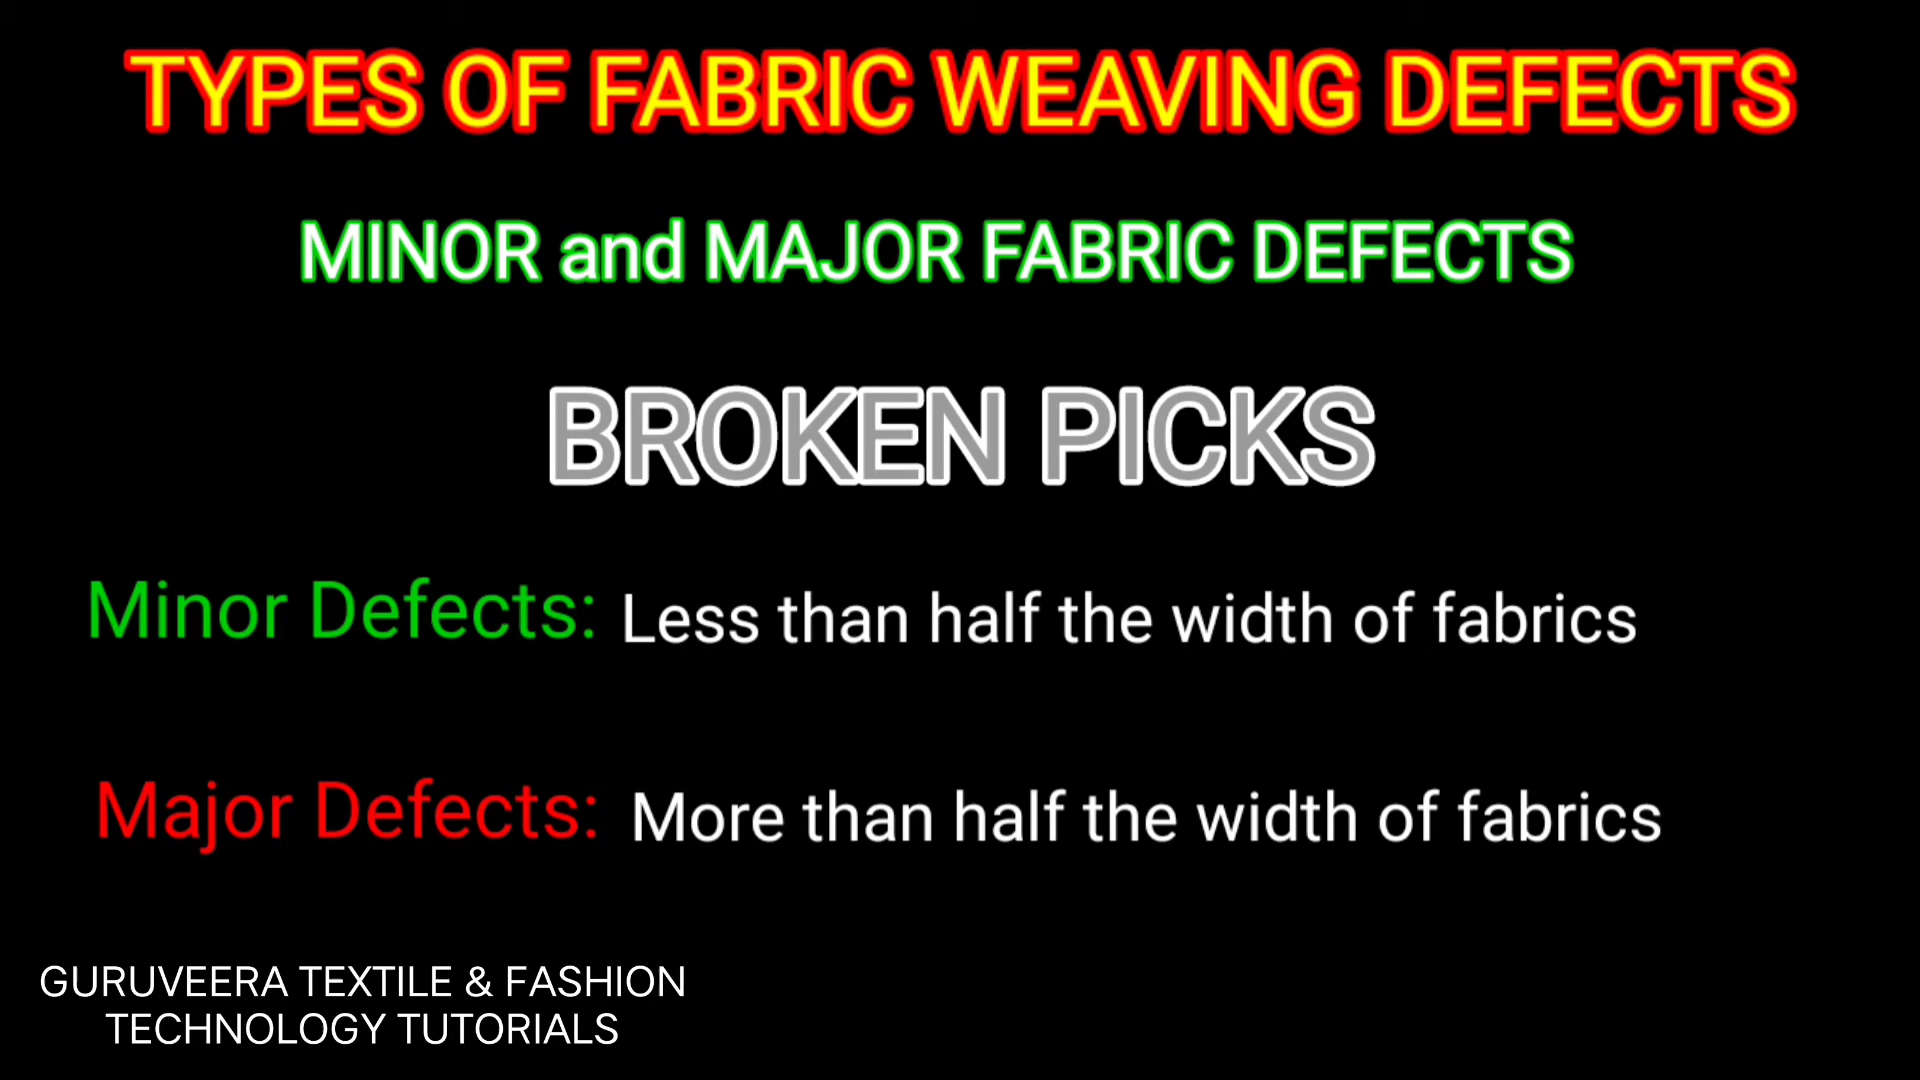 TYPES OF FABRIC WEAVING DEFECTS
MINOR and MAJOR FABRIC DEFECTS
BROKEN PICKS
Minor Defects: Less than half the width of fabrics
Major Defects: More than half the width of fabrics
GURUVEERA TEXTILE & FASHION
TECHNOLOGY TUTORIALS